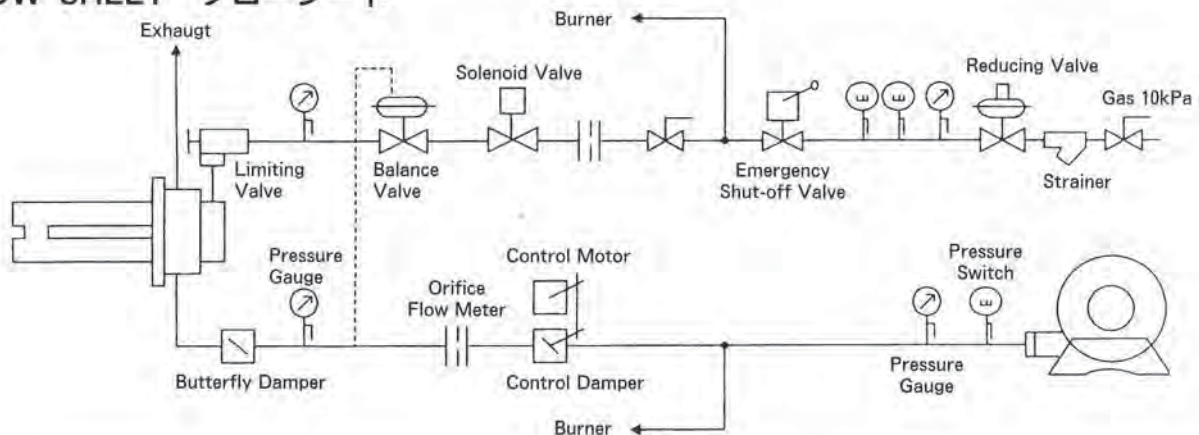 Exhaugt
Burner
Solenoid Valve
Reducing Valve
Gas 10kPa
Limiting
Valve
Balance
Valve
Emergency
Shut-off Valve
Strainer
Pressure
Gauge
Orifice
Flow Meter
Control Motor
Pressure
Switch
Butterfly Damper
Control Damper
Pressure
Gauge
Burner